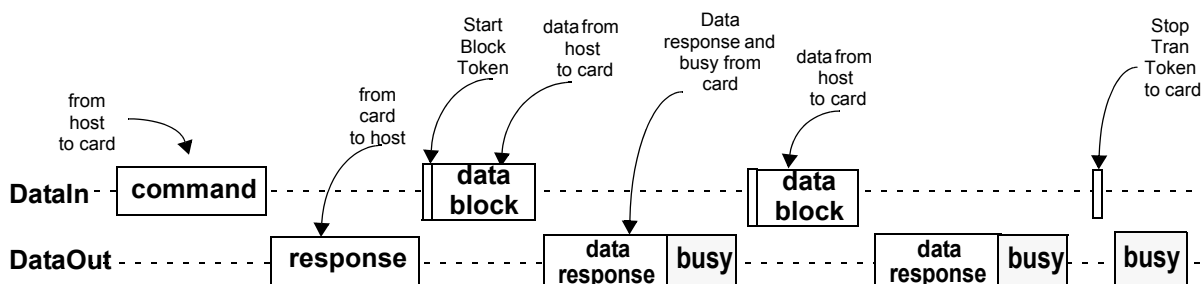 from
host
to card
from
card
to host
Start
Block
Token
data from
host
to card
Data
response and
busy from
card
data from
host
to card
Stop
Tran
Token
to card
DataIn
command
data
block
data
block
DataOut
response
data
response
busy
data
response
busy
busy